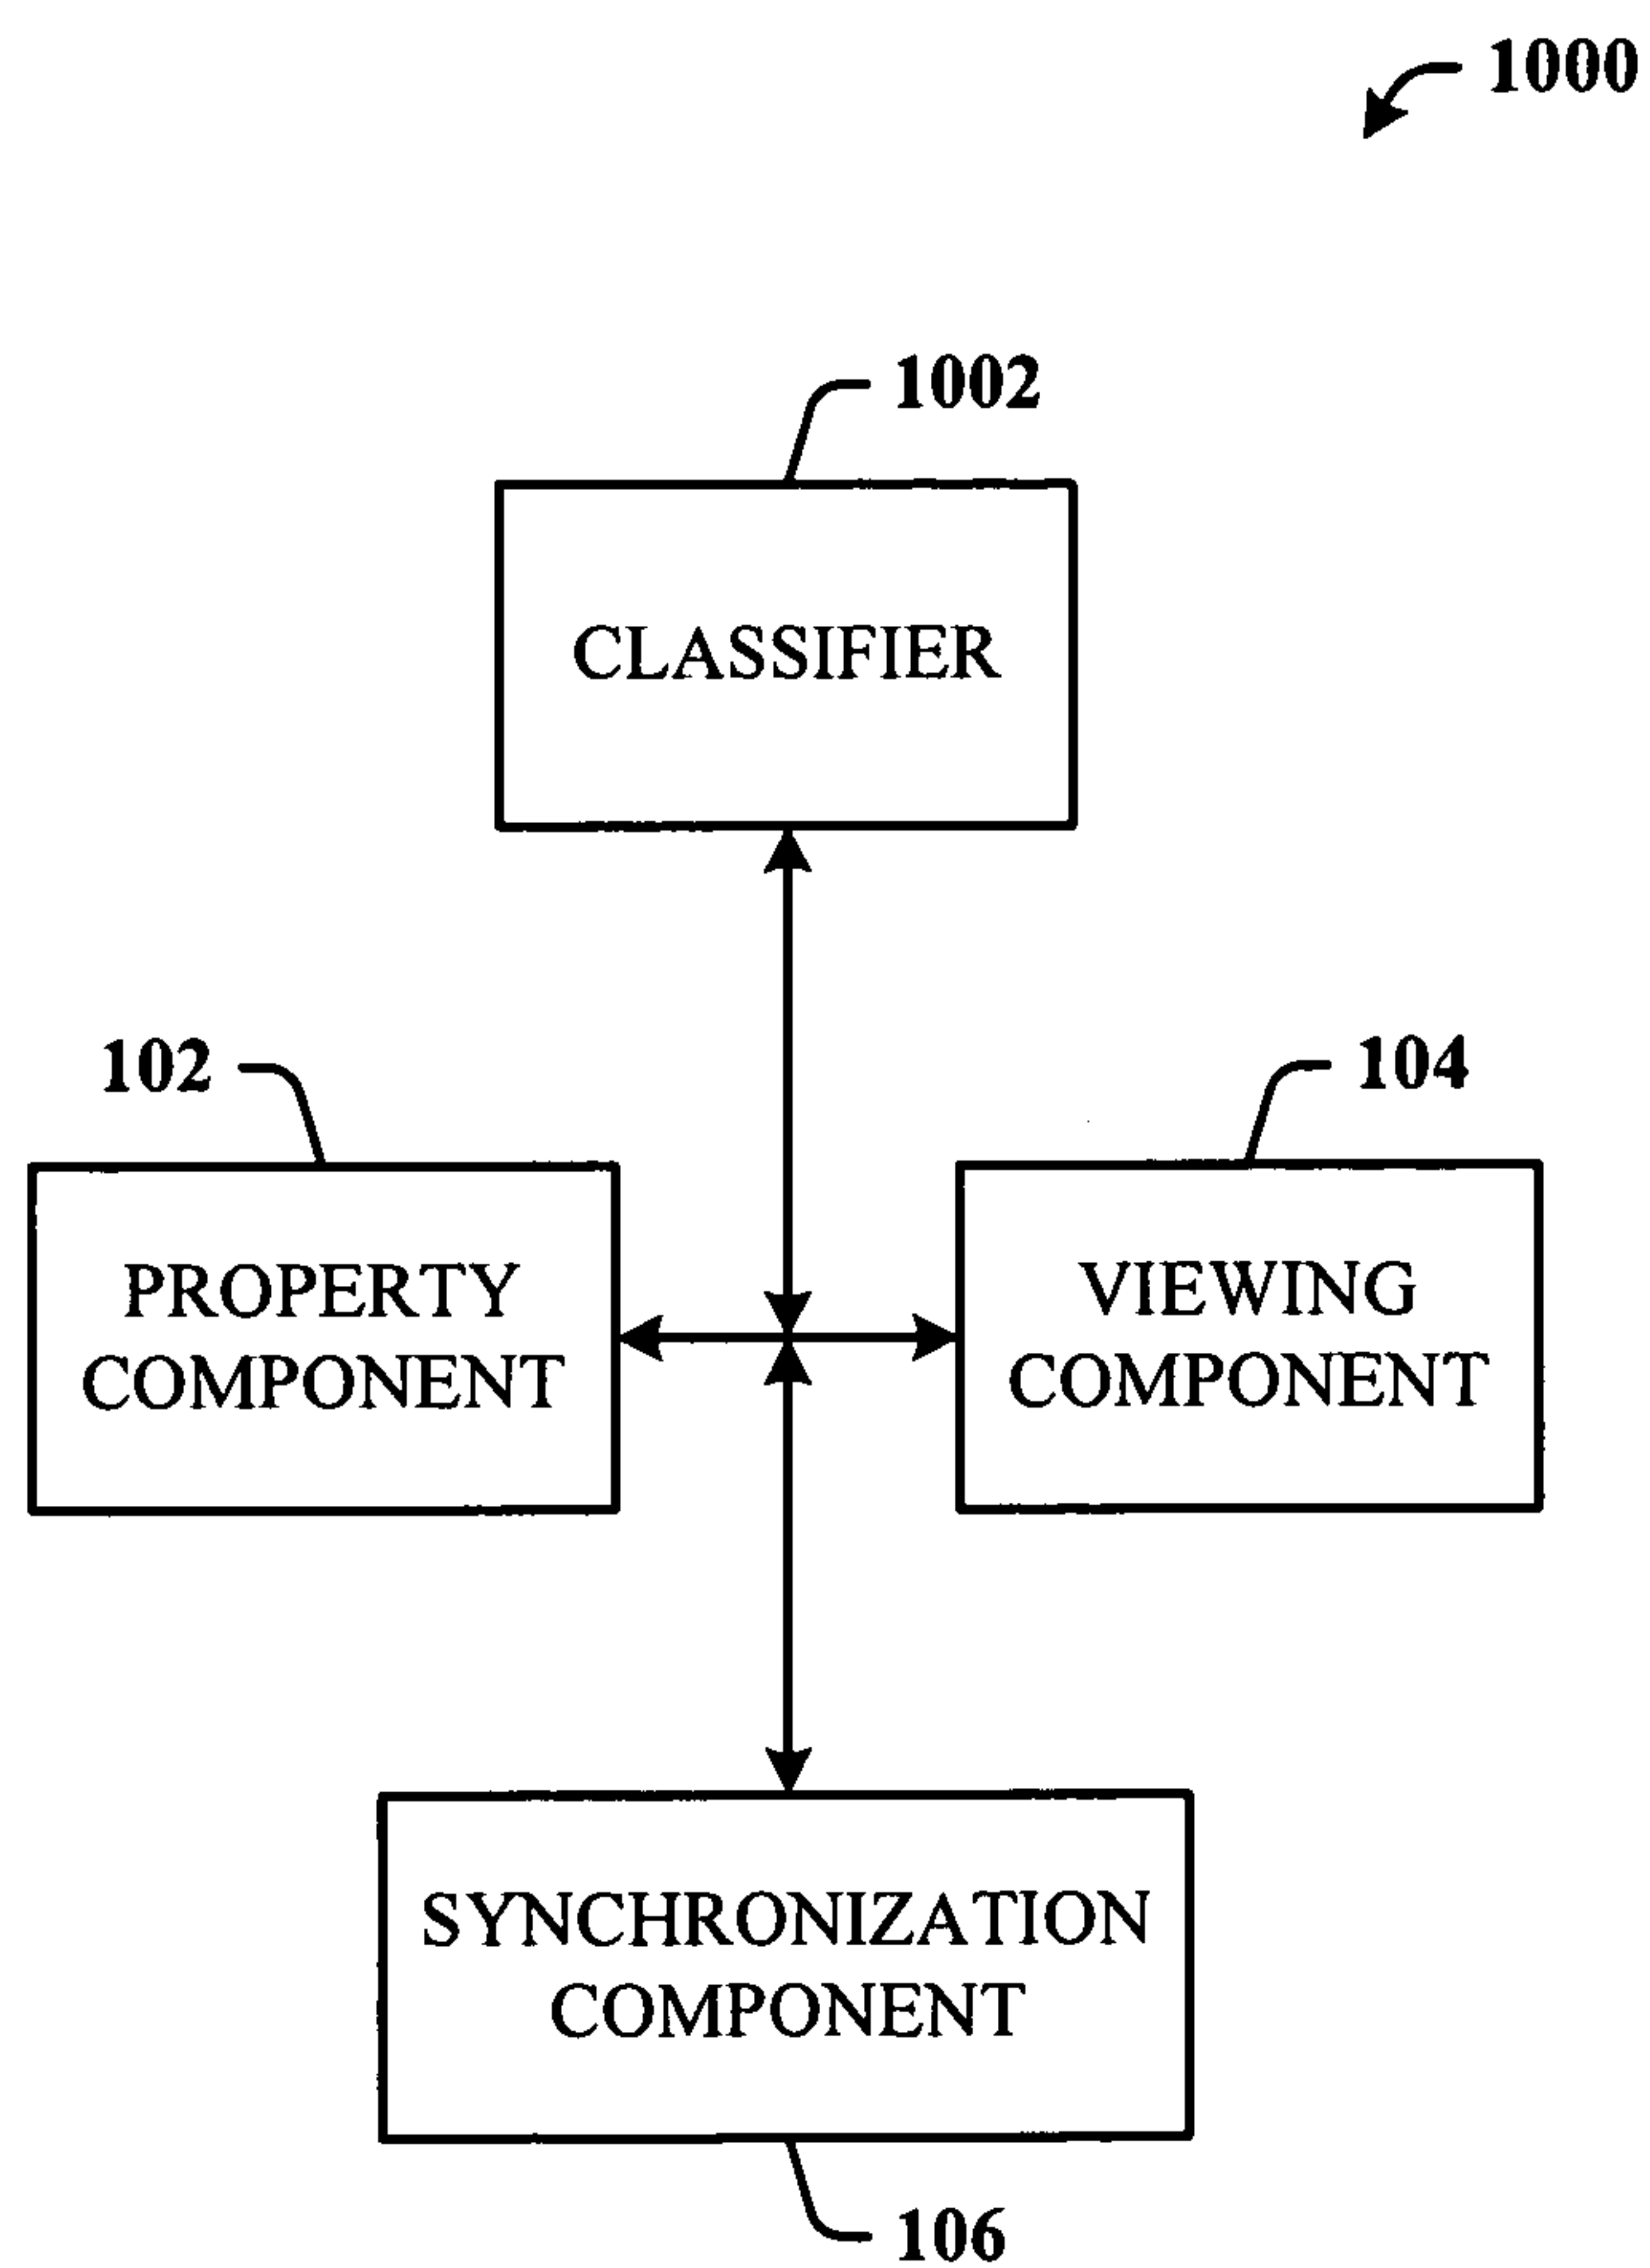 1000
1002
CLASSIFIER
102
104
PROPERTY
COMPONENT
VIEWING
COMPONENT
SYNCHRONIZATION
COMPONENT
106